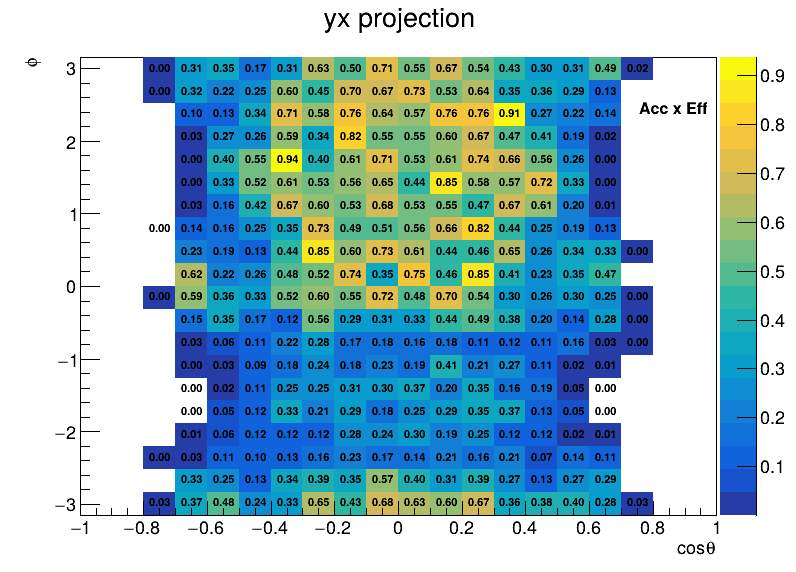 yx projection
φ
Acc x Eff
3 0.00 0.31 0.35 0.17 0.31 0.63 0.50 0.71 0.55 0.67 0.54 0.43 0.30 0.31 0.49 0.02 0.9
0.00 0.32 0.22 0.25 0.60 0.45 0.70 0.67 0.73 0.53 0.64 0.35 0.36 0.29 0.13
0.10 0.13 0.34 0.71 0.58 0.76 0.64 0.57 0.76 0.76 0.91 0.27 0.22 0.14 0.8
2 0.03 0.27 0.26 0.59 0.34 0.82 0.55 0.55 0.60 0.67 0.47 0.41 0.19 0.02
0.00 0.40 0.55 0.94 0.40 0.61 0.71 0.53 0.61 0.74 0.66 0.56 0.26 0.00 0.7
0.00 0.33 0.52 0.61 0.53 0.56 0.65 0.44 0.85 0.58 0.57 0.72 0.33 0.00
1 0.03 0.16 0.42 0.67 0.60 0.53 0.68 0.53 0.55 0.47 0.67 0.61 0.20 0.01 0.6
0.00 0.14 0.16 0.25 0.35 0.73 0.49 0.51 0.56 0.66 0.82 0.44 0.25 0.19 0.13
0.23 0.19 0.13 0.44 0.85 0.60 0.73 0.61 0.44 0.46 0.65 0.26 0.34 0.33 0.00
0.62 0.22 0.26 0.48 0.52 0.74 0.35 0.75 0.46 0.85 0.41 0.23 0.35 0.47 0.5
0 0.00 0.59 0.36 0.33 0.52 0.60 0.55 0.72 0.48 0.70 0.54 0.30 0.26 0.30 0.25 0.00
0.15 0.35 0.17 0.12 0.56 0.29 0.31 0.33 0.44 0.49 0.38 0.20 0.14 0.28 0.00 0.4
0.03 0.06 0.11 0.22 0.28 0.17 0.18 0.16 0.18 0.11 0.12 0.11 0.16 0.03 0.00
−1 0.00 0.03 0.09 0.18 0.24 0.18 0.23 0.19 0.41 0.21 0.27 0.11 0.02 0.01 0.3
0.00 0.02 0.11 0.25 0.25 0.31 0.30 0.37 0.20 0.35 0.16 0.19 0.05 0.00
0.00 0.05 0.12 0.33 0.21 0.29 0.18 0.25 0.29 0.35 0.37 0.13 0.05 0.00 0.2
−2 0.01 0.06 0.12 0.12 0.12 0.28 0.24 0.30 0.19 0.25 0.12 0.12 0.02 0.01
0.00 0.03 0.11 0.10 0.13 0.16 0.23 0.17 0.14 0.21 0.16 0.21 0.07 0.14 0.11 0.1
0.33 0.25 0.13 0.34 0.39 0.35 0.57 0.40 0.31 0.39 0.27 0.13 0.27 0.29
−3 0.03 0.37 0.48 0.24 0.33 0.65 0.43 0.68 0.63 0.60 0.67 0.36 0.38 0.40 0.28 0.03
−1 −0.8 −0.6 −0.4 −0.2 0 0.2 0.4 0.6 0.8 1
cosθ